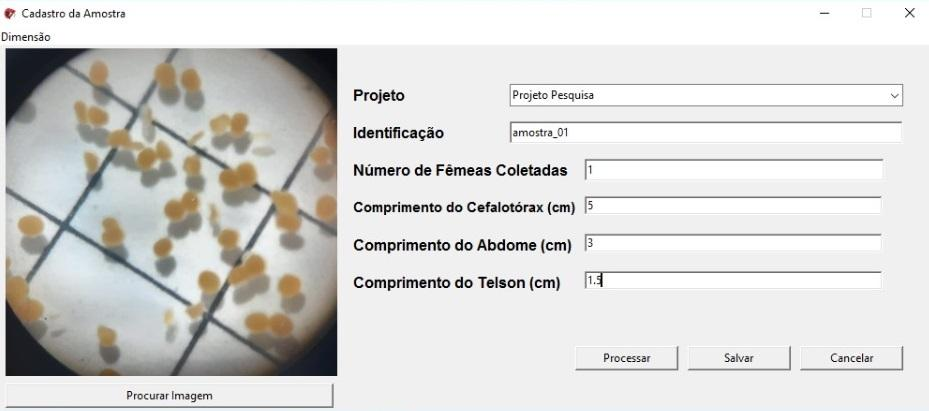 Cadastro da Amostra
Dimensão
Projeto
Projeto Pesquisa
Identificação
amostra_01
Número de Fêmeas Coletadas
1
Comprimento do Cefalotórax (cm)
5
Comprimento do Abdome (cm)
3
Comprimento do Telson (cm)
1.5
Processar
Salvar
Cancelar
Procurar Imagem